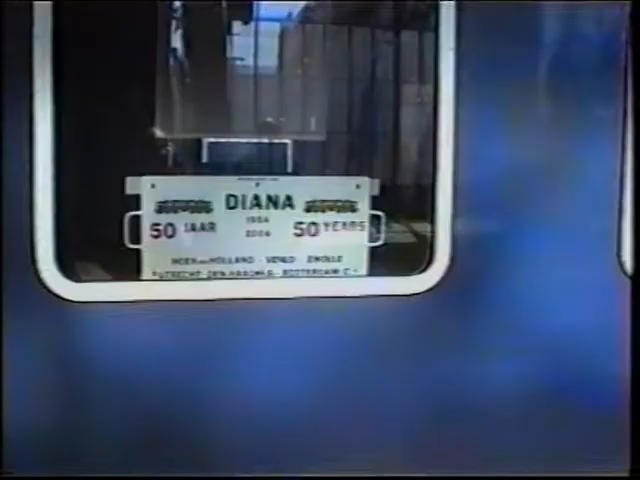 DIANA
50 JAAR 1954 50 YEARS
2004
HOEK VAN HOLLAND - VENLO - ZWOLLE
UTRECHT - DEN HAAG H.S. - ROTTERDAM C.